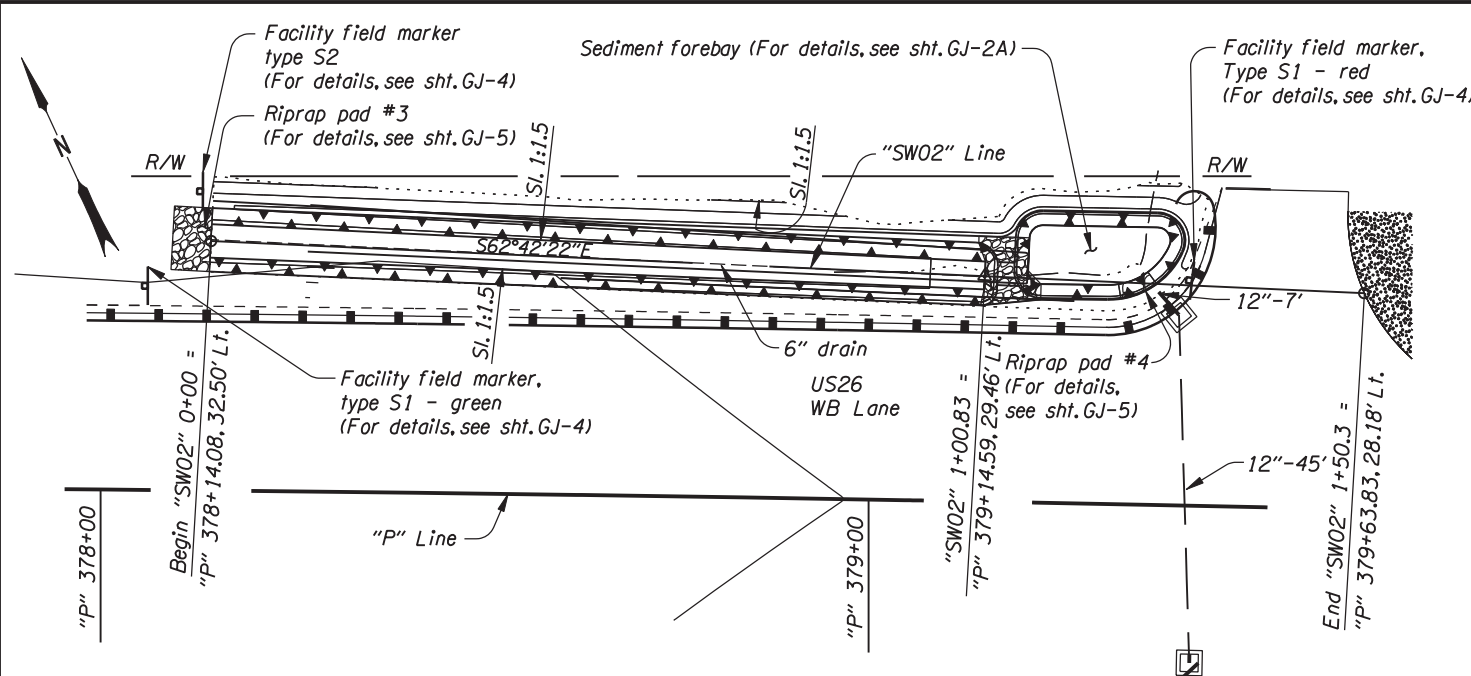 Facility field marker
type S2
(For details, see sht. GJ-4)
Riprap pad #3
(For details, see sht. GJ-5)
Sediment forebay (For details, see sht. GJ-2A)
Facility field marker,
Type S1 - red
(For details, see sht. GJ-4)
N
R/W
Sl. 1:1.5
Sl. 1:1.5
"SW02" Line
R/W
S62°42'22"E
12"-7'
Sl. 1:1.5
6" drain
US26
WB Lane
Riprap pad #4
(For details,
see sht. GJ-5)
Facility field marker,
type S1 - green
(For details, see sht. GJ-4)
Begin "SW02" 0+00 =
"P" 378+14.08, 32.50' Lt.
"SW02" 1+00.83 =
"P" 379+14.59, 29.46' Lt.
12"-45'
End "SW02" 1+50.3 =
"P" 379+63.83, 28.18' Lt.
"P" Line
"P" 378+00
"P" 379+00